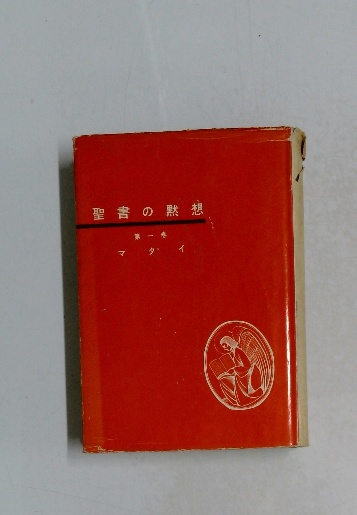 聖書の黙想
第一巻
マタイ